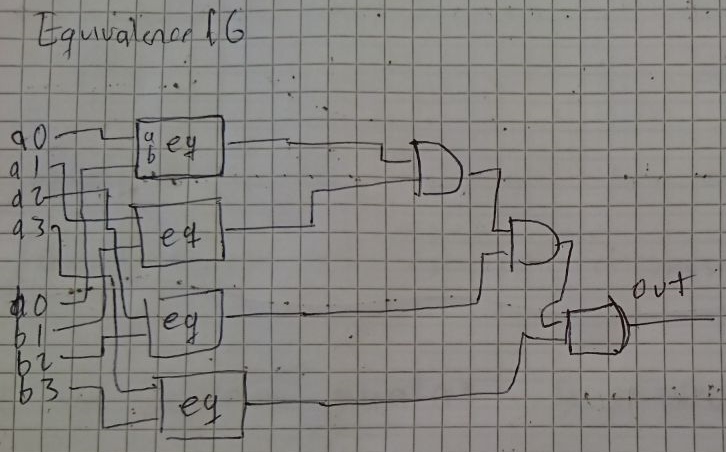 Equivalence 16
a0
a1
a2
a3
b0
b1
b2
b3
a
b
eq
eq
eq
eq
out